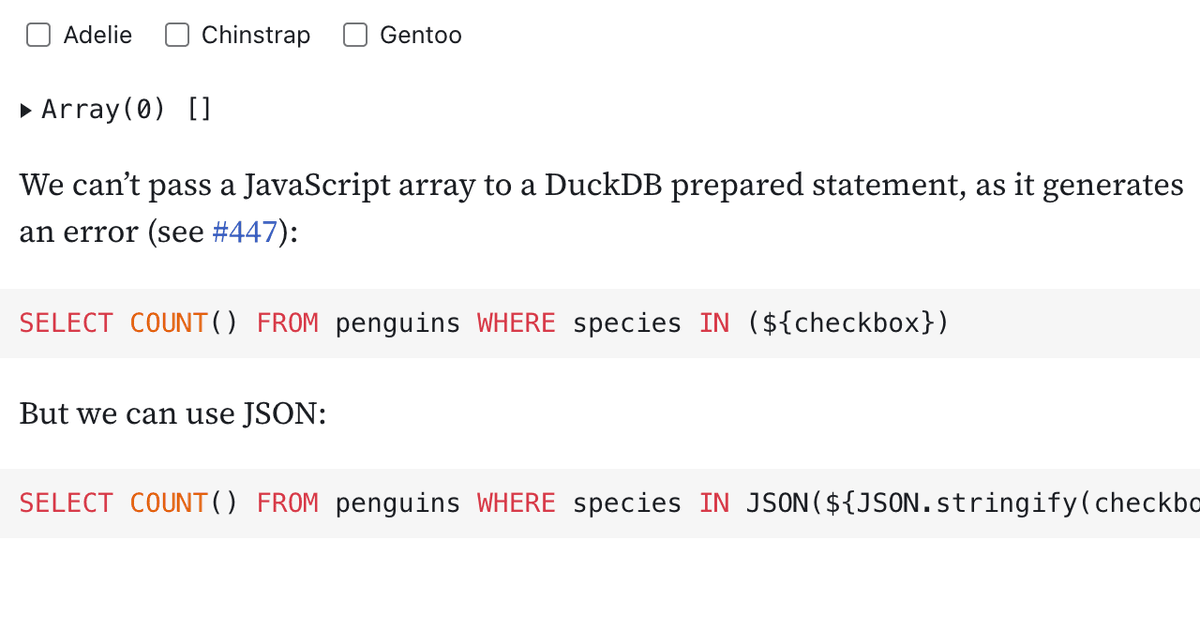 Adelie Chinstrap Gentoo
Array(0) []
We can’t pass a JavaScript array to a DuckDB prepared statement, as it generates
an error (see #447):
SELECT COUNT() FROM penguins WHERE species IN (${checkbox})
But we can use JSON:
SELECT COUNT() FROM penguins WHERE species IN JSON(${JSON.stringify(checkbo